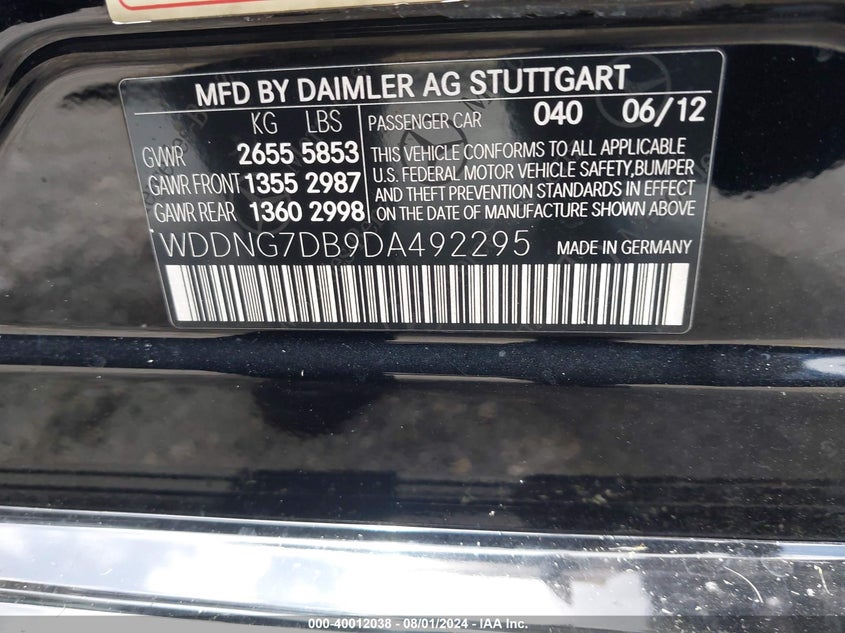 MFD BY DAIMLER AG STUTTGART
KG LBS
GVWR 2655 5853
GAWR FRONT 1355 2987
GAWR REAR 1360 2998
PASSENGER CAR 040 06/12
THIS VEHICLE CONFORMS TO ALL APPLICABLE
U.S. FEDERAL MOTOR VEHICLE SAFETY,BUMPER
AND THEFT PREVENTION STANDARDS IN EFFECT
ON THE DATE OF MANUFACTURE SHOWN ABOVE
WDDNG7DB9DA492295 MADE IN GERMANY
000-40012038 - 08/01/2024 - IAA Inc.